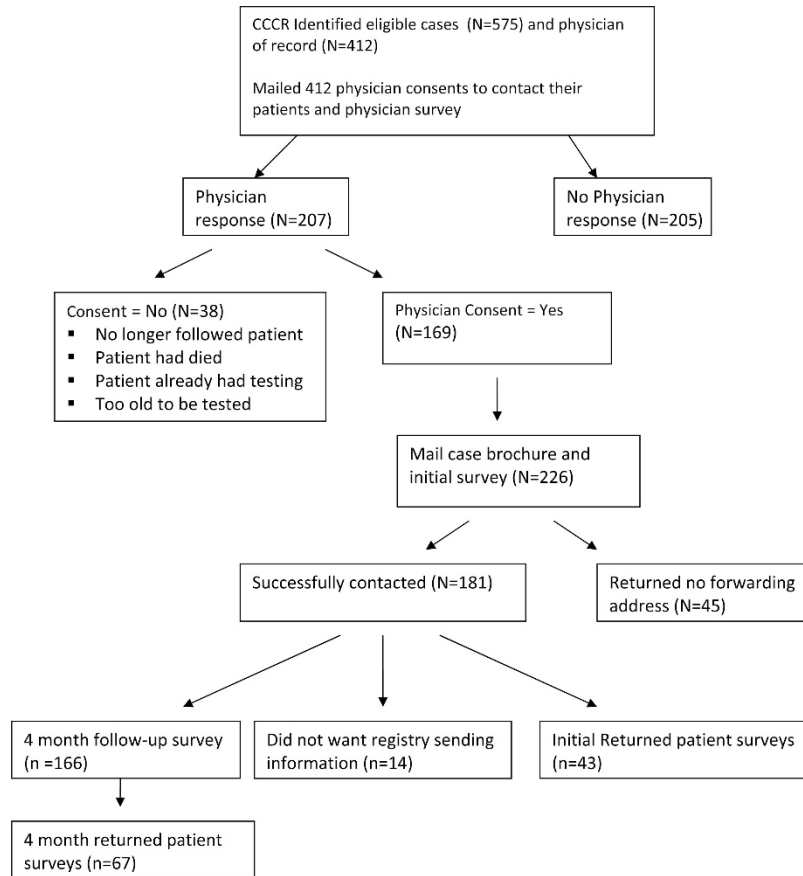 CCCR Identified eligible cases (N=575) and physician
of record (N=412)
Mailed 412 physician consents to contact their
patients and physician survey
Physician
response (N=207)
No Physician
response (N=205)
Consent = No (N=38)
▪ No longer followed patient
▪ Patient had died
▪ Patient already had testing
▪ Too old to be tested
Physician Consent = Yes
(N=169)
Mail case brochure and
initial survey (N=226)
Successfully contacted (N=181)
Returned no forwarding
address (N=45)
4 month follow-up survey
(n =166)
Did not want registry sending
information (n=14)
Initial Returned patient surveys
(n=43)
4 month returned patient
surveys (n=67)